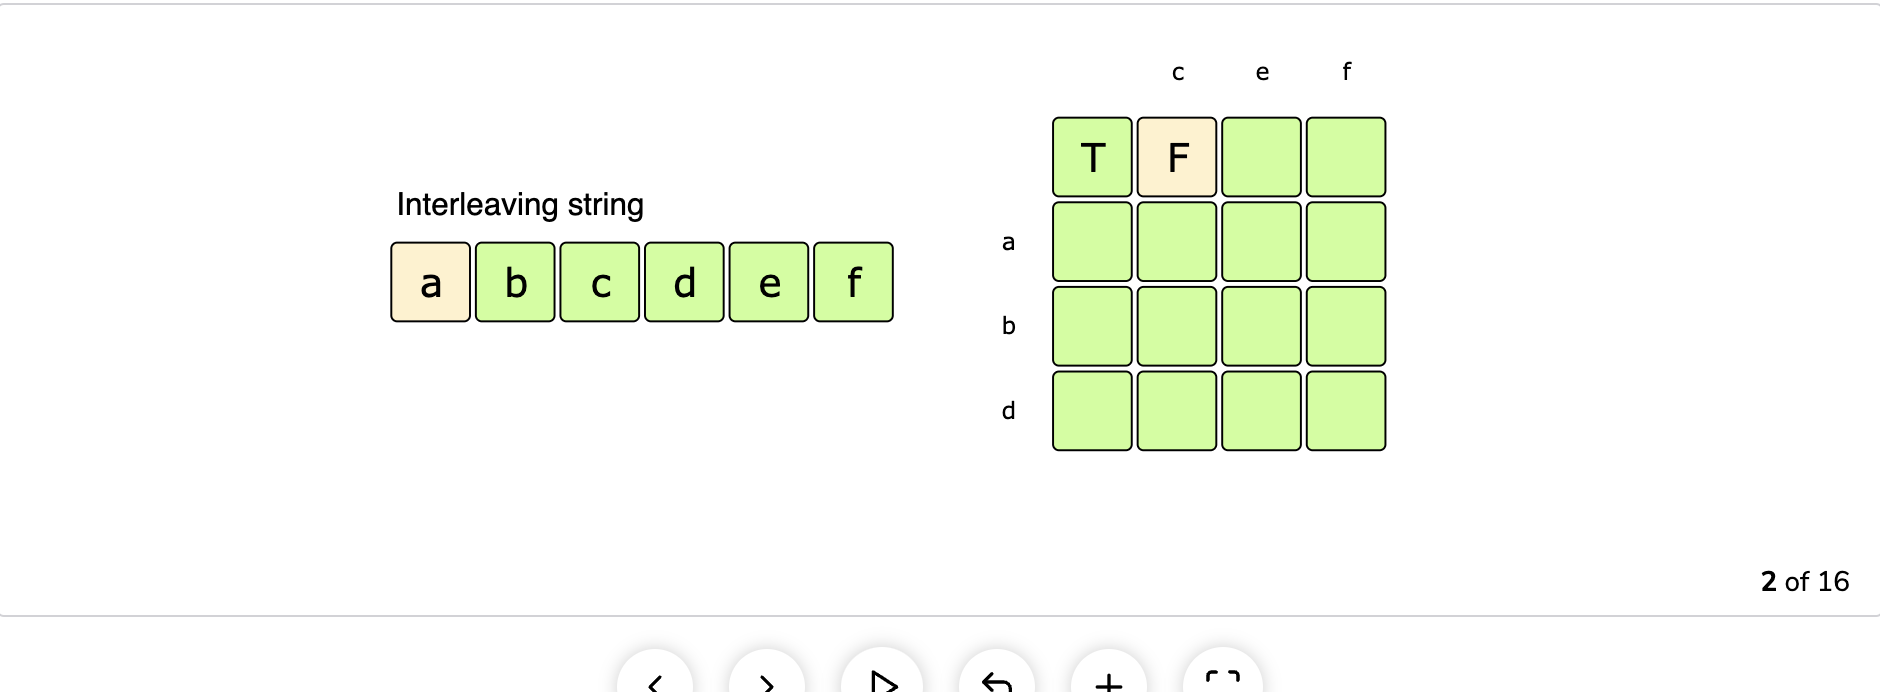 c e f
T F
Interleaving string
a b c d e f
a
b
d
2 of 16